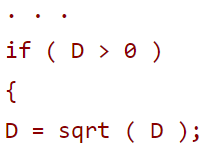 . . .
if ( D > 0 )
{
D = sqrt ( D );